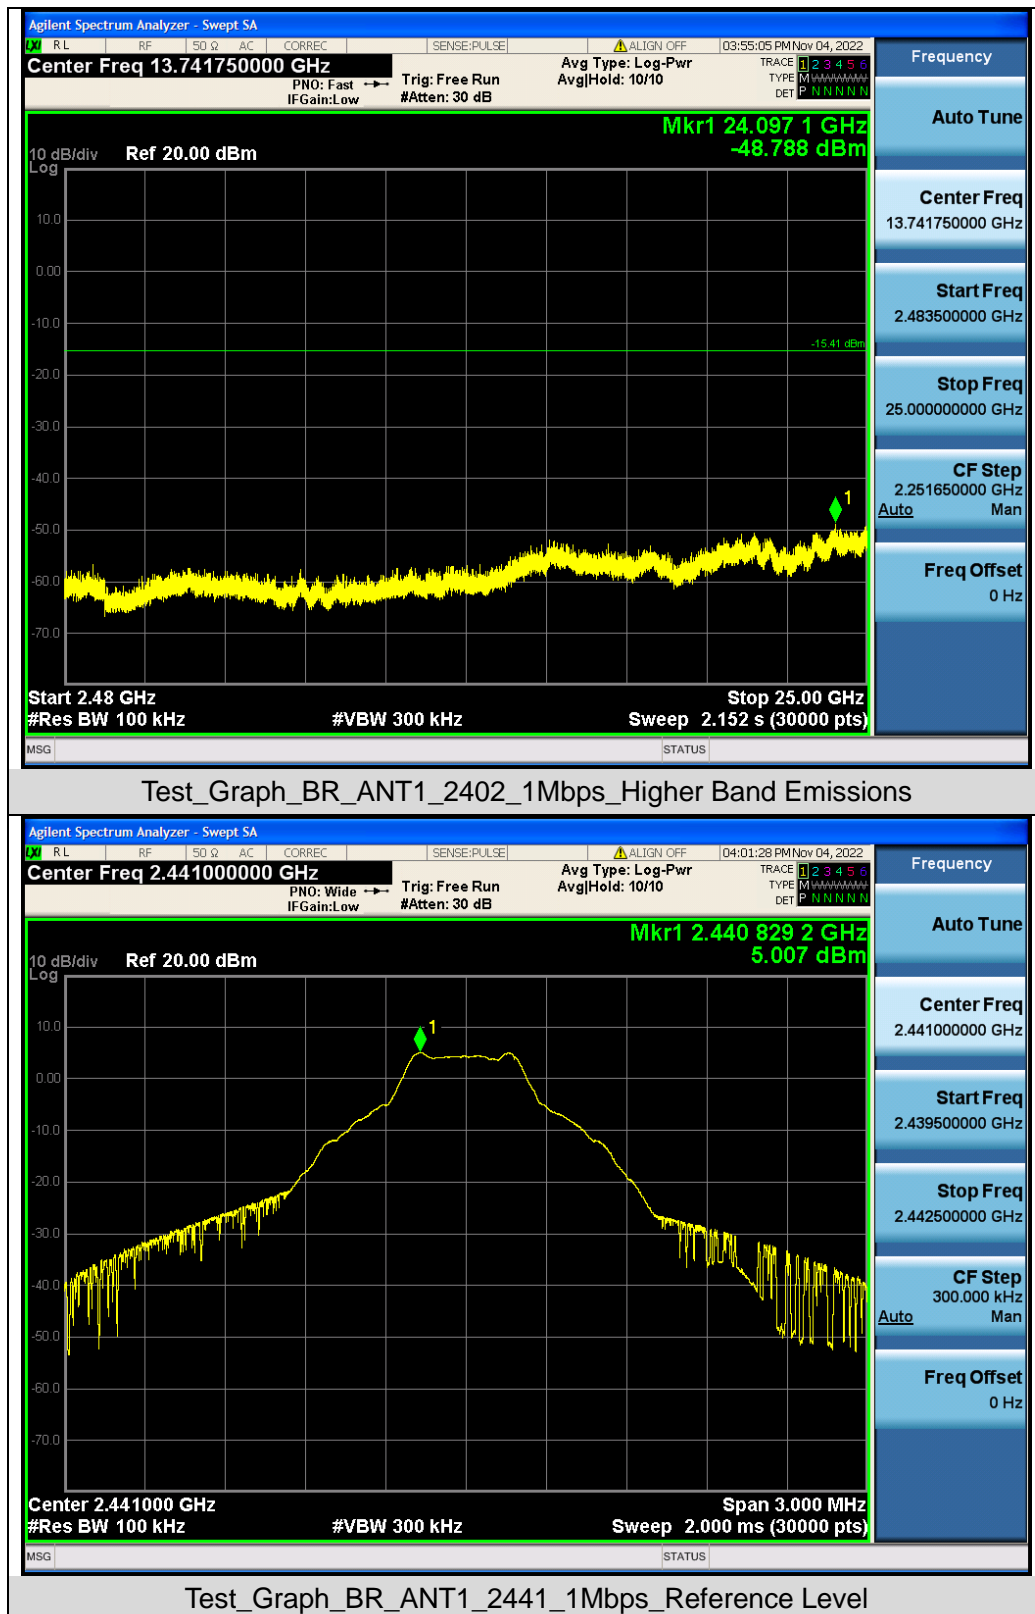 Agilent Spectrum Analyzer - Swept SA
LXI RL RF 50 Ω AC CORREC SENSE:PULSE ALIGN OFF 03:55:05 PM Nov 04, 2022
Center Freq 13.741750000 GHz
PNO: Fast
IFGain:Low
Trig: Free Run
#Atten: 30 dB
Avg Type: Log-Pwr
Avg|Hold: 10/10
TRACE 1 2 3 4 5 6
TYPE M
DET P N N N N N
Mkr1 24.097 1 GHz
-48.788 dBm
10 dB/div
Log
Ref 20.00 dBm
10.0
0.00
-10.0
-15.41 dBm
-20.0
-30.0
-40.0
1
-50.0
-60.0
-70.0
Start 2.48 GHz
Stop 25.00 GHz
#Res BW 100 kHz
#VBW 300 kHz
Sweep 2.152 s (30000 pts)
MSG
STATUS
Frequency
Auto Tune
Center Freq
13.741750000 GHz
Start Freq
2.483500000 GHz
Stop Freq
25.000000000 GHz
CF Step
2.251650000 GHz
Auto Man
Freq Offset
0 Hz
Test_Graph_BR_ANT1_2402_1Mbps_Higher Band Emissions
Agilent Spectrum Analyzer - Swept SA
LXI RL RF 50 Ω AC CORREC SENSE:PULSE ALIGN OFF 04:01:28 PM Nov 04, 2022
Center Freq 2.441000000 GHz
PNO: Wide
IFGain:Low
Trig: Free Run
#Atten: 30 dB
Avg Type: Log-Pwr
Avg|Hold: 10/10
TRACE 1 2 3 4 5 6
TYPE M
DET P N N N N N
Mkr1 2.440 829 2 GHz
5.007 dBm
10 dB/div
Log
Ref 20.00 dBm
1
10.0
0.00
-10.0
-20.0
-30.0
-40.0
-50.0
-60.0
-70.0
Center 2.441000 GHz
Span 3.000 MHz
#Res BW 100 kHz
#VBW 300 kHz
Sweep 2.000 ms (30000 pts)
MSG
STATUS
Frequency
Auto Tune
Center Freq
2.441000000 GHz
Start Freq
2.439500000 GHz
Stop Freq
2.442500000 GHz
CF Step
300.000 kHz
Auto Man
Freq Offset
0 Hz
Test_Graph_BR_ANT1_2441_1Mbps_Reference Level